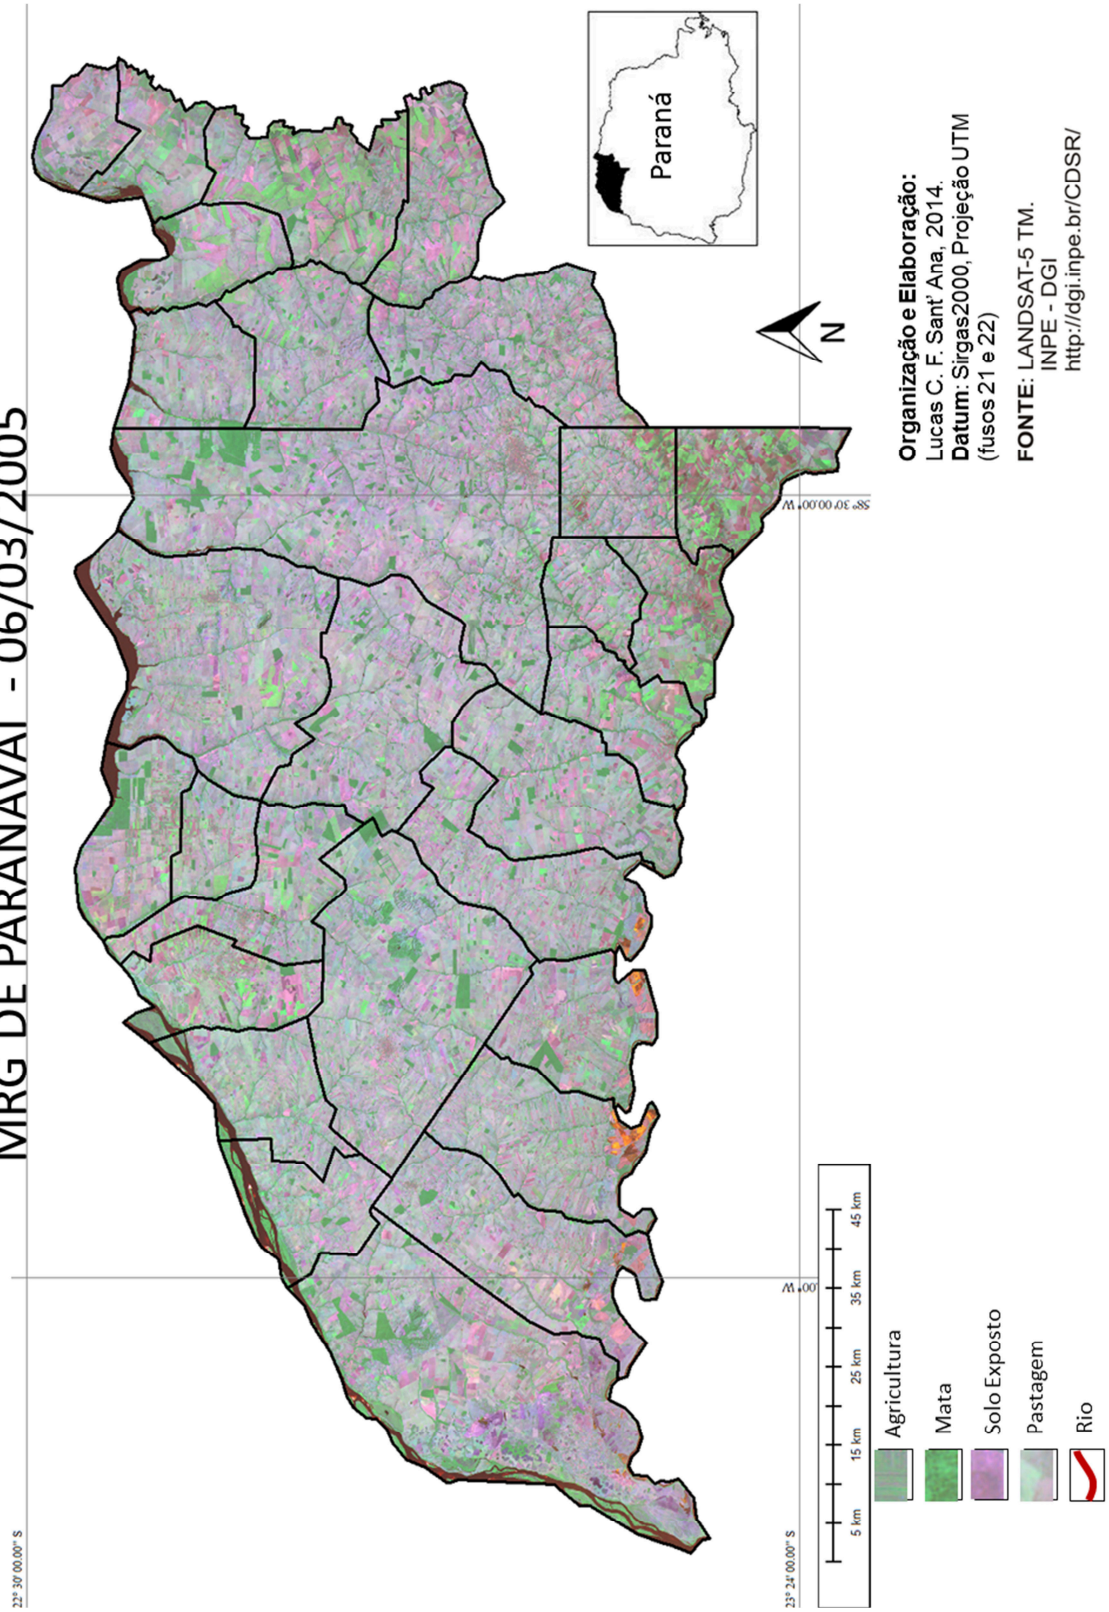 MRG DE PARANAVAÍ - 06/03/2005
22° 30' 00.00" S
23° 24' 00.00" S
58° 30' 00.00" W
Paraná
N
5 km 15 km 25 km 35 km 45 km
Agricultura
Mata
Solo Exposto
Pastagem
Rio
Organização e Elaboração:
Lucas C. F. Sant' Ana, 2014.
Datum: Sirgas2000, Projeção UTM
(fusos 21 e 22)
FONTE: LANDSAT-5 TM.
INPE - DGI
http://dgi.inpe.br/CDSR/